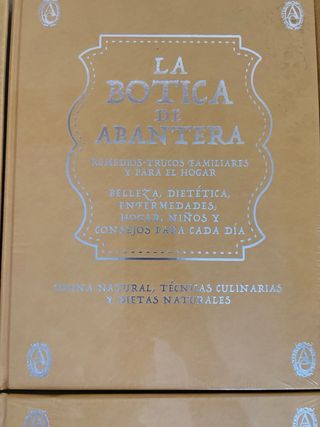 LA
BOTICA
DE
ABANTERA
REMEDIOS-TRUCOS FAMILIARES
Y PARA EL HOGAR
BELLEZA, DIETÉTICA,
ENFERMEDADES,
HOGAR, NIÑOS Y
CONSEJOS PARA CADA DÍA
COCINA NATURAL, TÉCNICAS CULINARIAS
Y DIETAS NATURALES